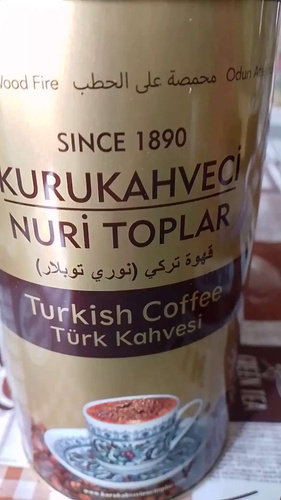 Wood Fire محمصة على الحطب Odun
SINCE 1890
KURUKAHVECİ
NURİ TOPLAR
قهوة تركي (نوري توبلار)
Turkish Coffee
Türk Kahvesi